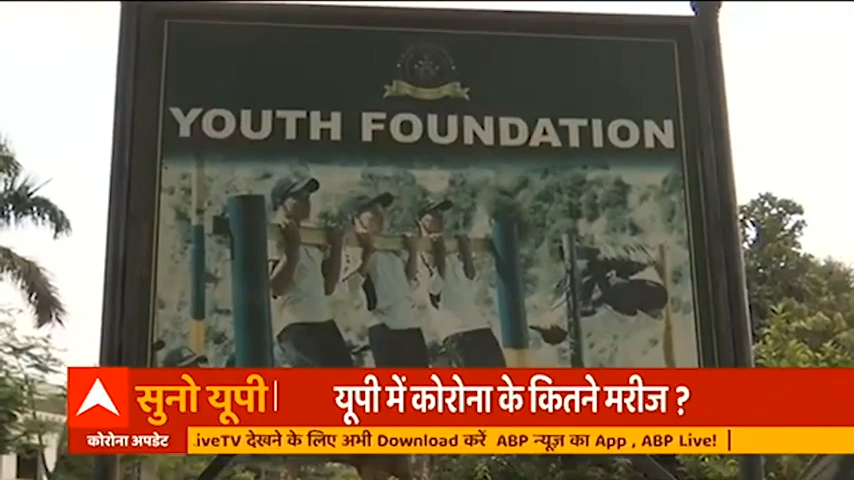 YOUTH FOUNDATION
सुनो यूपी
यूपी में कोरोना के कितने मरीज ?
कोरोना अपडेट
iveTV देखने के लिए अभी Download करें ABP न्यूज़ का App , ABP Live!